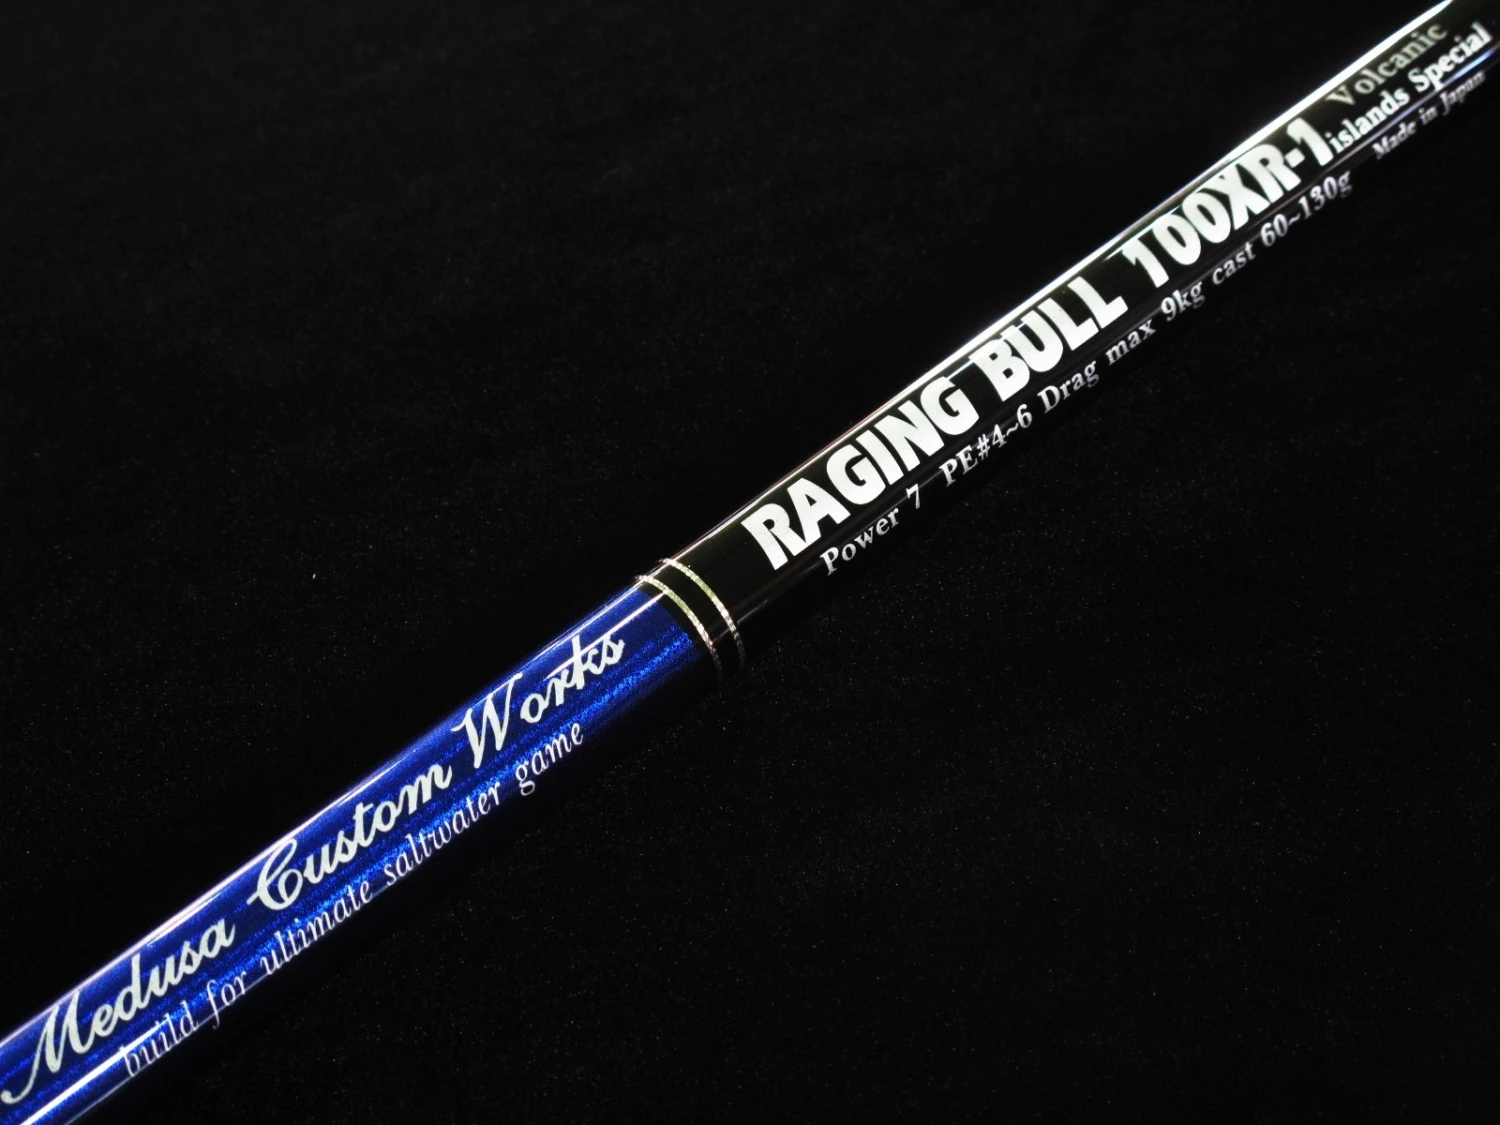 Medusa Custom Works
build for ultimate saltwater game
RAGING BULL 100XR-1
Volcanic
islands Special
Power 7 PE#4~6 Drag max 9kg cast 60~130g
Made in Japan